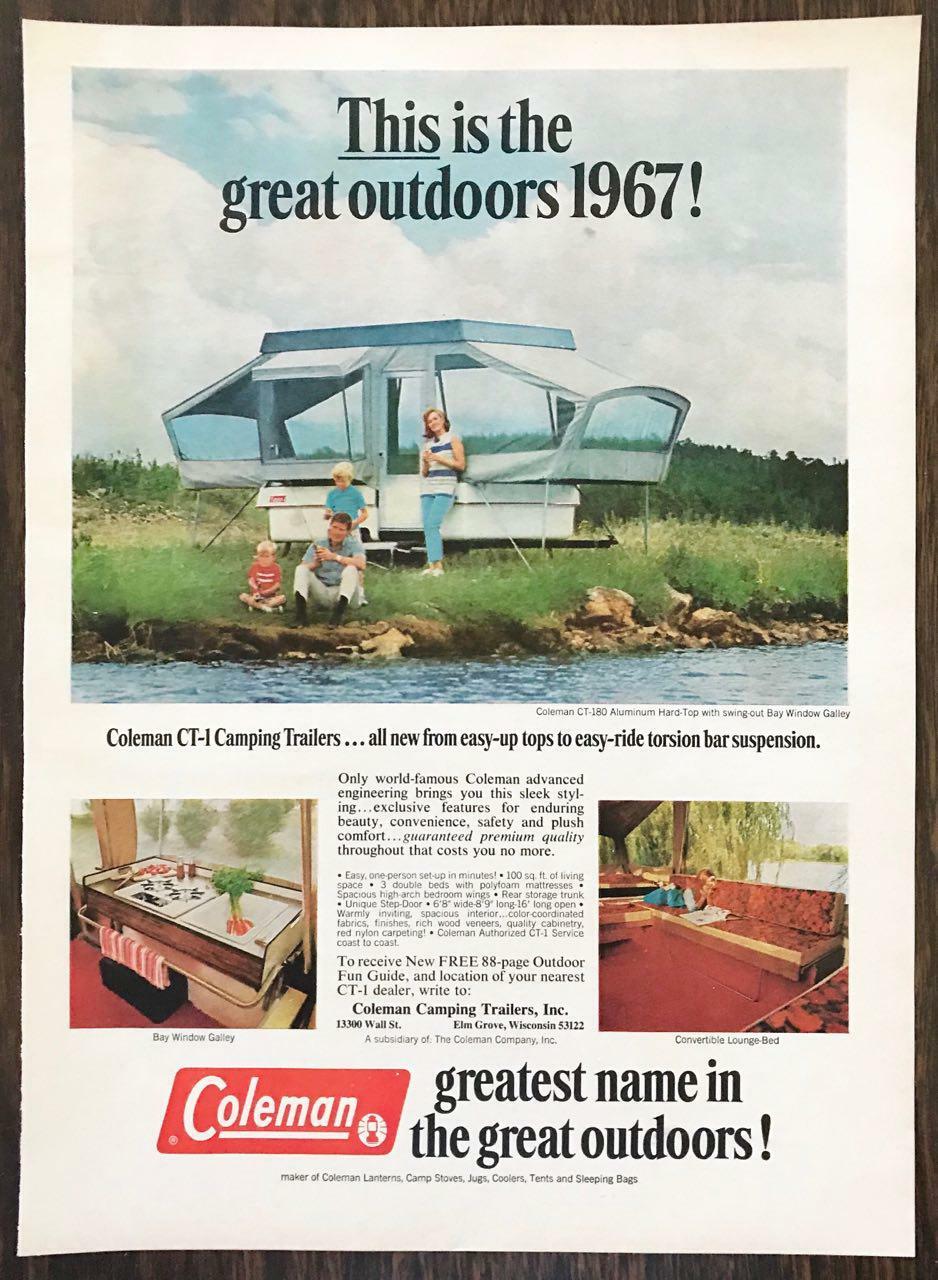 This is the
great outdoors 1967!
Coleman CT-180 Aluminum Hard-Top with swing-out Bay Window Galley
Coleman CT-1 Camping Trailers ... all new from easy-up tops to easy-ride torsion bar suspension.
Only world-famous Coleman advanced
engineering brings you this sleek styl-
ing...exclusive features for enduring
beauty, convenience, safety and plush
comfort...guaranteed premium quality
throughout that costs you no more.
• Easy, one-person set-up in minutes! • 100 sq. ft. of living
space • 3 double beds with polyfoam mattresses •
Spacious high-arch bedroom wings • Rear storage trunk
• Unique Step-Door • 6'8" wide-8'9" long-16' long open •
Warmly inviting, spacious interior...color-coordinated
fabrics, finishes, rich wood veneers, quality cabinetry,
red nylon carpeting! • Coleman Authorized CT-1 Service
coast to coast.
To receive New FREE 88-page Outdoor
Fun Guide, and location of your nearest
CT-1 dealer, write to:
Coleman Camping Trailers, Inc.
13300 Wall St. Elm Grove, Wisconsin 53122
A subsidiary of: The Coleman Company, Inc.
Bay Window Galley
Convertible Lounge-Bed
Coleman ®
greatest name in
the great outdoors!
maker of Coleman Lanterns, Camp Stoves, Jugs, Coolers, Tents and Sleeping Bags